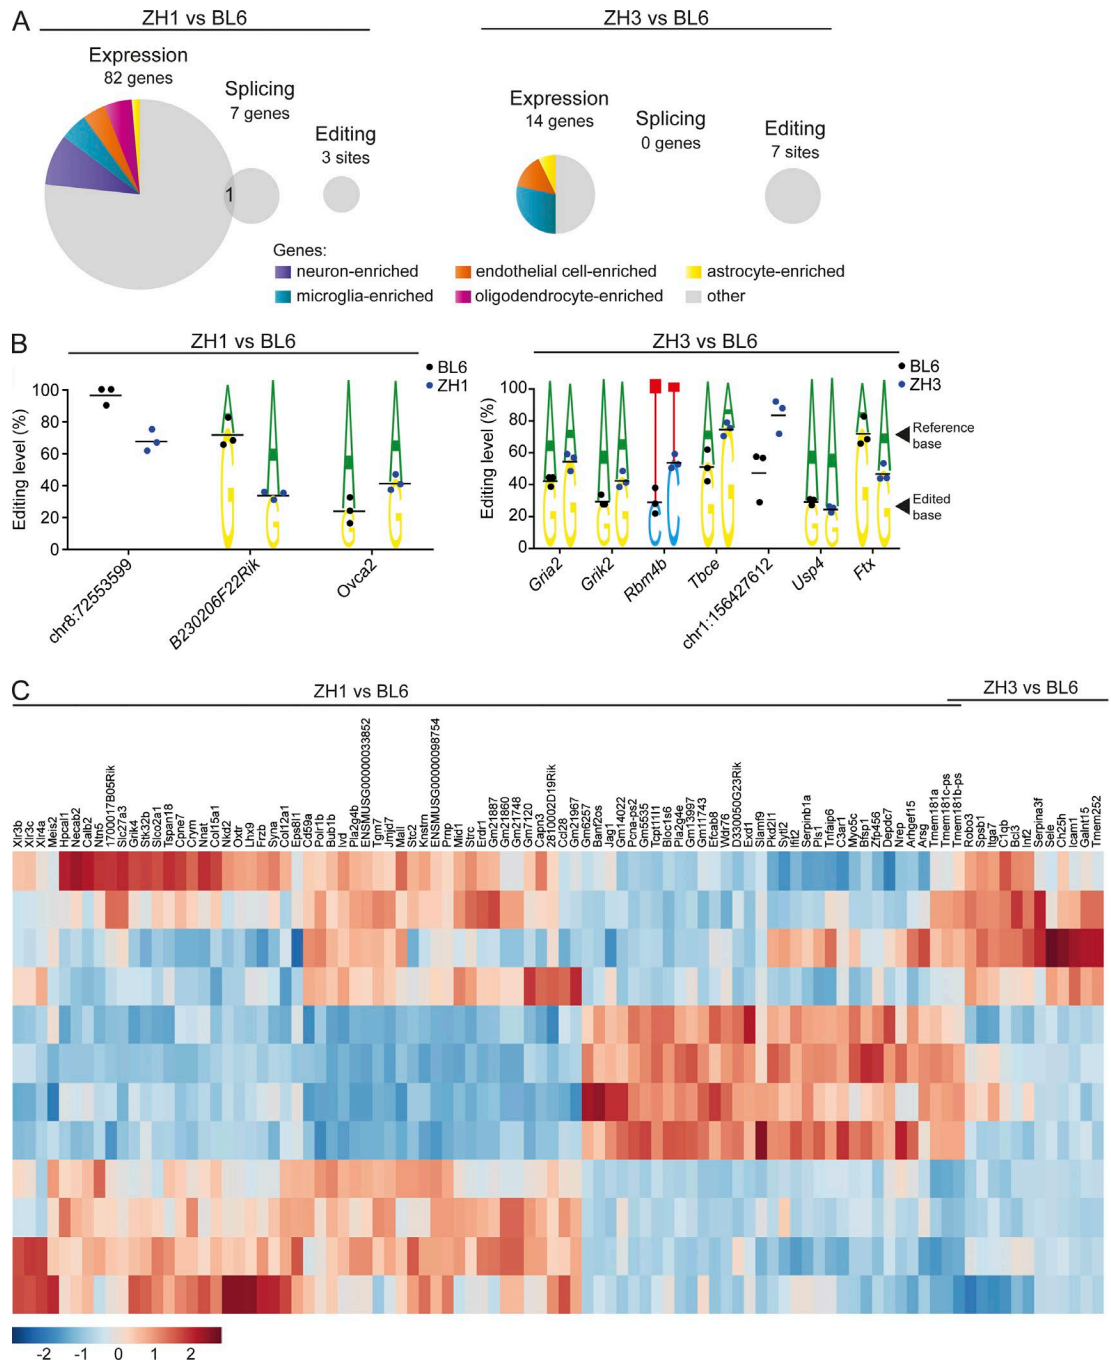 A
ZH1 vs BL6
ZH3 vs BL6
Expression
82 genes
Splicing
7 genes
Editing
3 sites
1
Expression
14 genes
Splicing
0 genes
Editing
7 sites
Genes:
neuron-enriched
endothelial cell-enriched
astrocyte-enriched
microglia-enriched
oligodendrocyte-enriched
other
B
ZH1 vs BL6
BL6
ZH1
Editing level (%)
100
80
60
40
20
0
chr8:72553599
B230206F22Rik
Ovca2
ZH3 vs BL6
BL6
ZH3
Editing level (%)
100
80
60
40
20
0
Reference
base
Edited
base
Gria2
Grik2
Rbm4b
Tbce
chr1:156427612
Usp4
Ftx
C
ZH1 vs BL6
ZH3 vs BL6
Xlr3b
Xlr3c
Xlr4a
Meis2
Hpcal1
Necab2
Calb2
Ntn5
1700017B05Rik
Slc27a3
Grik4
Stk32b
Slco2a1
Tspan18
Cpne7
Crym
Nnat
Col15a1
Nkd2
Oxtr
Lhx9
Frzb
Syna
Col12a1
Eps8l1
Cd59a
Polr1b
Bub1b
Ivd
Pla2g4b
ENSMUSG00000033852
Tgm7
Jmjd7
Mall
Stc2
Knstrn
ENSMUSG00000098754
Prnp
Mid1
Strc
Erdr1
Gm21887
Gm21860
Gm21748
Gm7120
Capn3
2810002D19Rik
Ccl28
Gm21967
Gm6257
Banf2os
Jag1
Gm14022
Pcna-ps2
Gm5535
Tcpt11l1
Bloc1s6
Pla2g4e
Gm13997
Gm11743
Efcab8
Wdr76
D330050G23Rik
Exd1
Slamf9
Pkd2l1
Sytl2
Ifit2
Serpinb1a
Pls1
Tnfaip6
C3ar1
Myo5c
Bfsp1
Zfp456
Depdc7
Nrep
Arhgef15
Arsg
Tmem181a
Tmem181c-ps
Tmem181b-ps
Robo3
Spsb1
Itga7
C1qb
Bcl3
Inf2
Serpina3f
Sele
Ch25h
Icam1
Galnt15
Tmem252
-2
-1
0
1
2